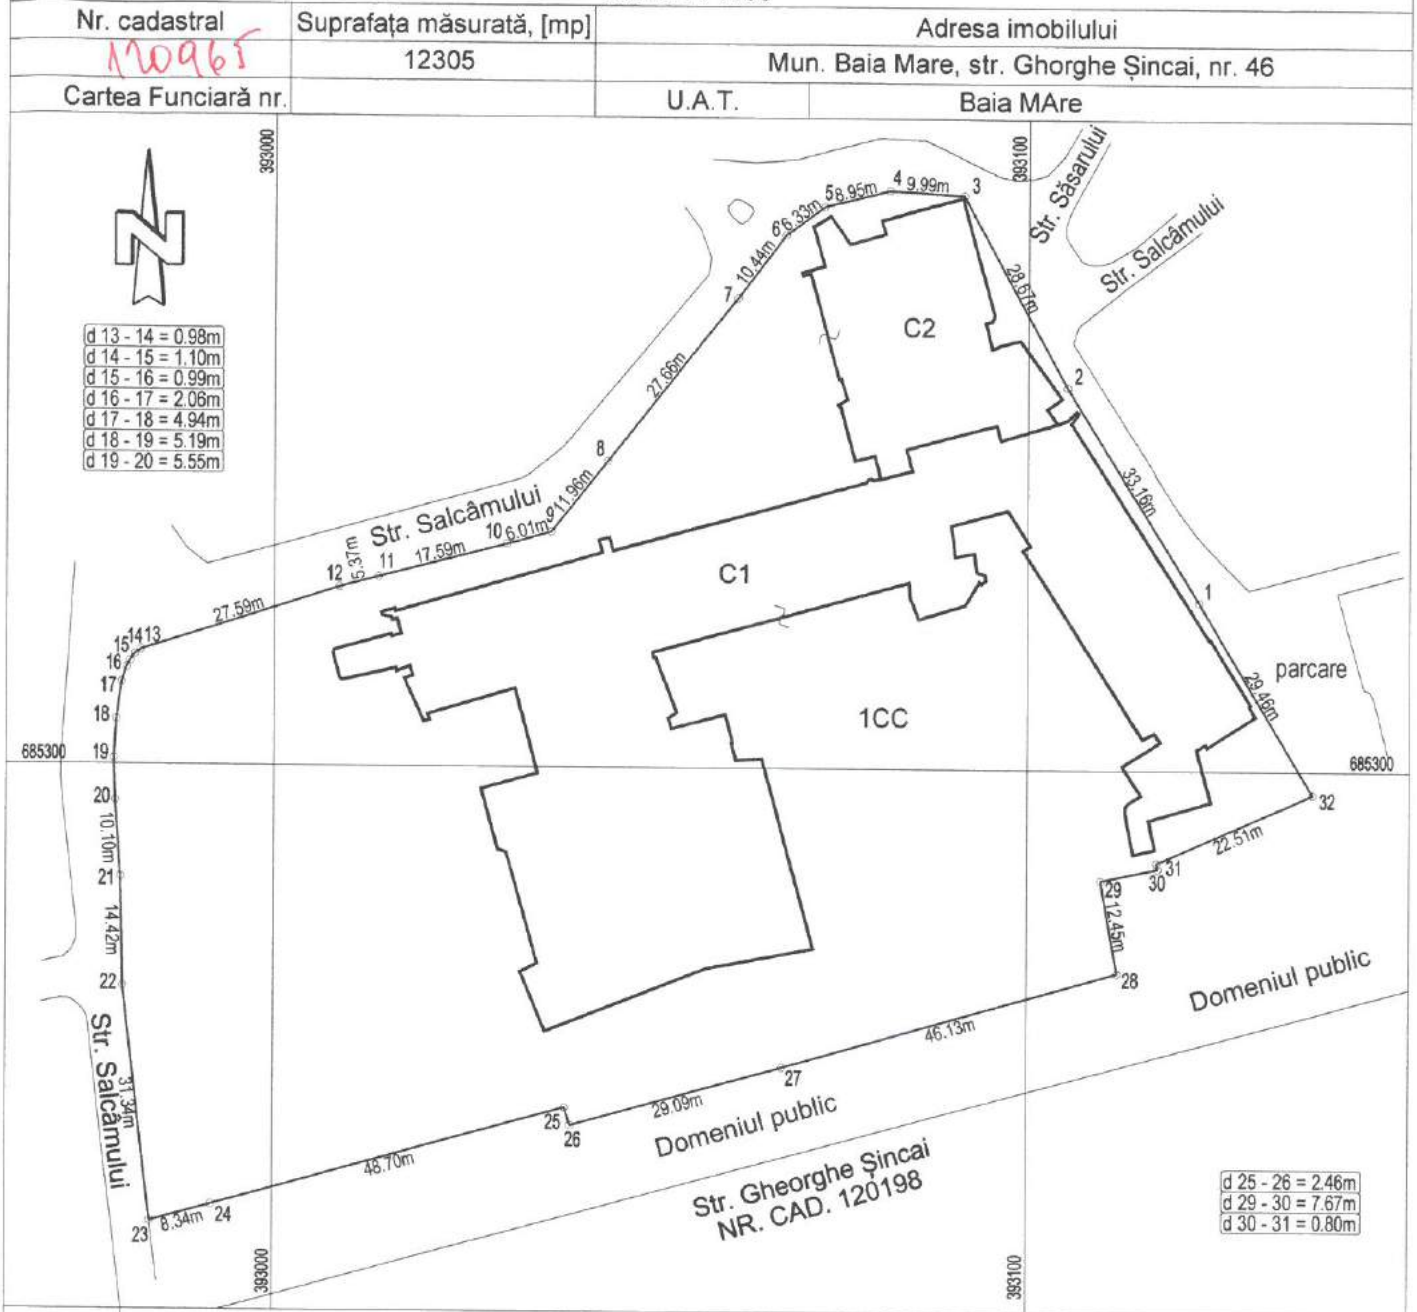 Nr. cadastral
Suprafața măsurată, [mp]
Adresa imobilului
120965
12305
Mun. Baia Mare, str. Ghorghe Șincai, nr. 46
Cartea Funciară nr.
U.A.T.
Baia MAre
393000
393100
N
d 13 - 14 = 0.98m
d 14 - 15 = 1.10m
d 15 - 16 = 0.99m
d 16 - 17 = 2.06m
d 17 - 18 = 4.94m
d 18 - 19 = 5.19m
d 19 - 20 = 5.55m
Str. Săsarului
Str. Salcâmului
3
9.99m
4
8.95m
5
6.33m
6
10.44m
7
27.66m
8
11.96m
9
6.01m
10
17.59m
11
5.37m
12
27.59m
13
14
15
16
17
18
19
20
10.10m
21
14.42m
22
31.34m
23
8.34m
24
48.70m
25
26
29.09m
27
46.13m
28
12.45m
29
30
31
22.51m
32
29.46m
1
33.16m
2
28.67m
C2
Str. Salcâmului
C1
1CC
parcare
685300
685300
Str. Salcâmului
Domeniul public
Domeniul public
Str. Gheorghe Șincai
NR. CAD. 120198
d 25 - 26 = 2.46m
d 29 - 30 = 7.67m
d 30 - 31 = 0.80m
393000
393100